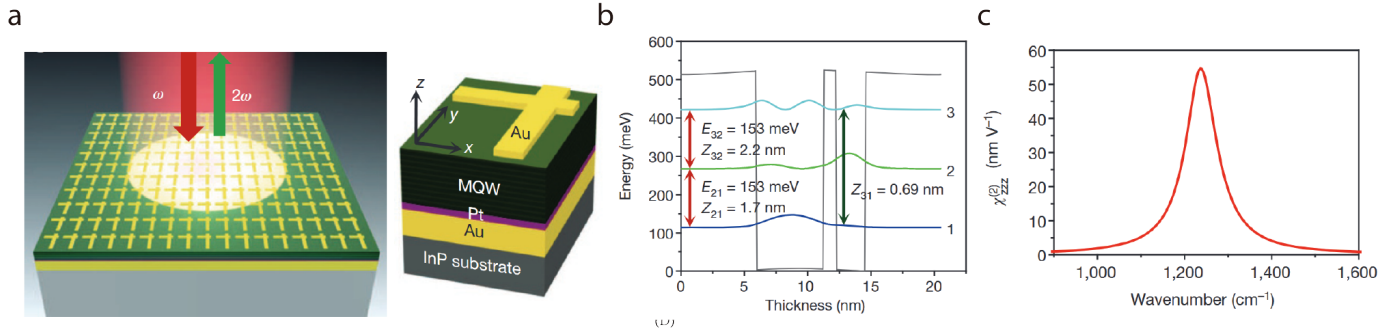 a
ω
2ω
z
y
x
Au
MQW
Pt
Au
InP substrate
b
600
500
400
300
200
100
0
Energy (meV)
E32 = 153 meV
Z32 = 2.2 nm
E21 = 153 meV
Z21 = 1.7 nm
Z31 = 0.69 nm
3
2
1
0
5
10
15
20
Thickness (nm)
(D)
c
60
50
40
30
20
10
0
χ(2)zzz (nm V−1)
1,000
1,200
1,400
1,600
Wavenumber (cm−1)